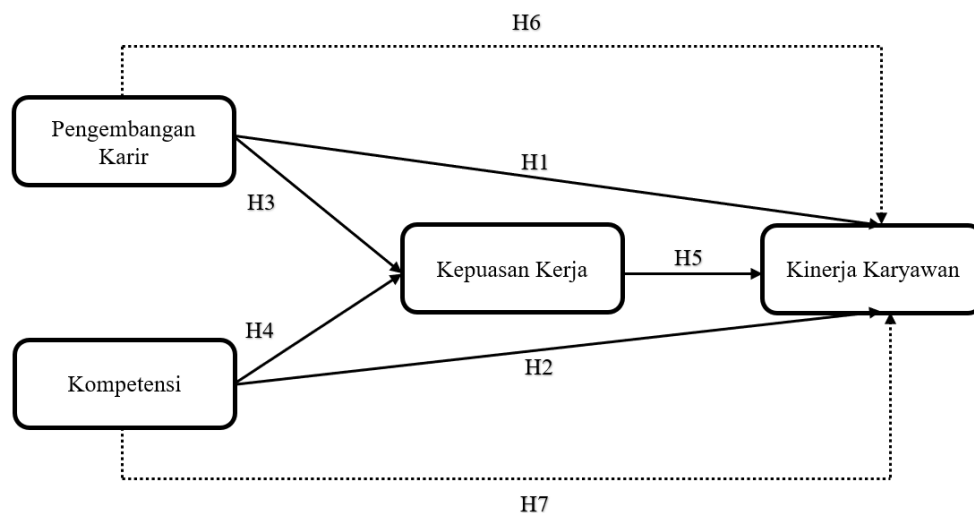 H6
Pengembangan
Karir
H1
H3
Kepuasan Kerja
H5
Kinerja Karyawan
H4
H2
Kompetensi
H7